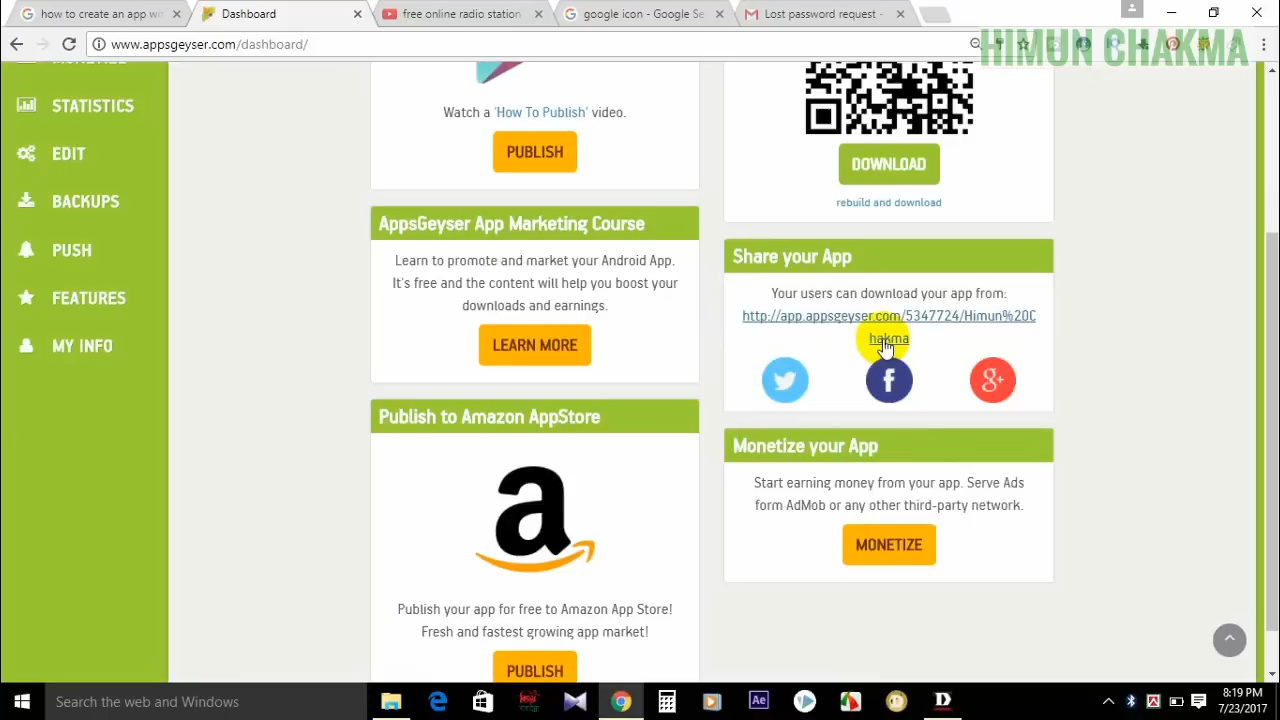 how to create an app wo
Dashboard
free online radio station
google icon - Google Se
Lost password request -
www.appsgeyser.com/dashboard/
HIMUN CHAKMA
STATISTICS
EDIT
BACKUPS
PUSH
FEATURES
MY INFO
Watch a 'How To Publish' video.
PUBLISH
AppsGeyser App Marketing Course
Learn to promote and market your Android App.
It's free and the content will help you boost your
downloads and earnings.
LEARN MORE
Publish to Amazon AppStore
a
Publish your app for free to Amazon App Store!
Fresh and fastest growing app market!
PUBLISH
DOWNLOAD
rebuild and download
Share your App
Your users can download your app from:
http://app.appsgeyser.com/5347724/Himun%20C
hakma
f
g+
Monetize your App
Start earning money from your app. Serve Ads
form AdMob or any other third-party network.
MONETIZE
Search the web and Windows
Ae
D
8:19 PM
7/23/2017